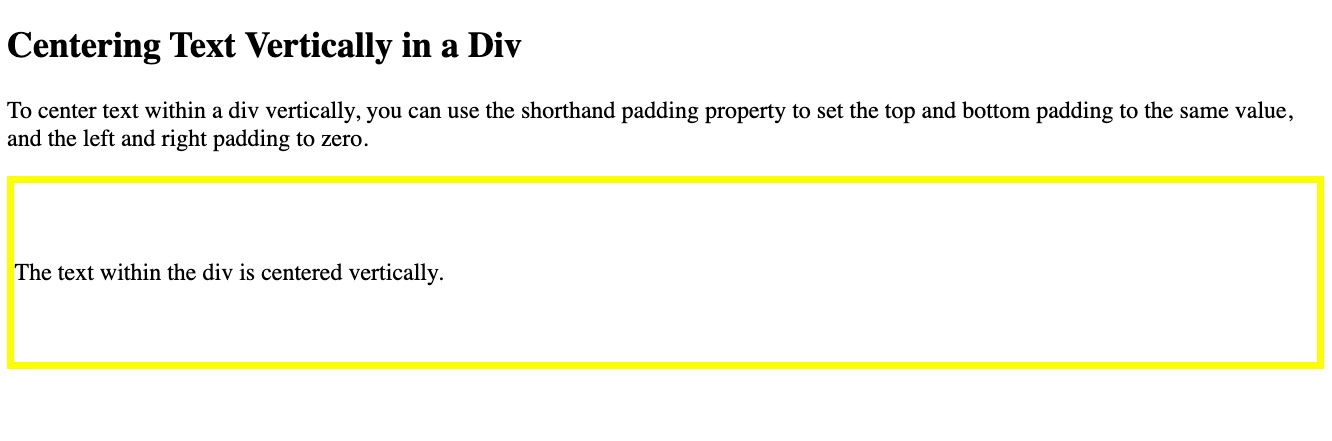 Centering Text Vertically in a Div
To center text within a div vertically, you can use the shorthand padding property to set the top and bottom padding to the same value,
and the left and right padding to zero.
The text within the div is centered vertically.